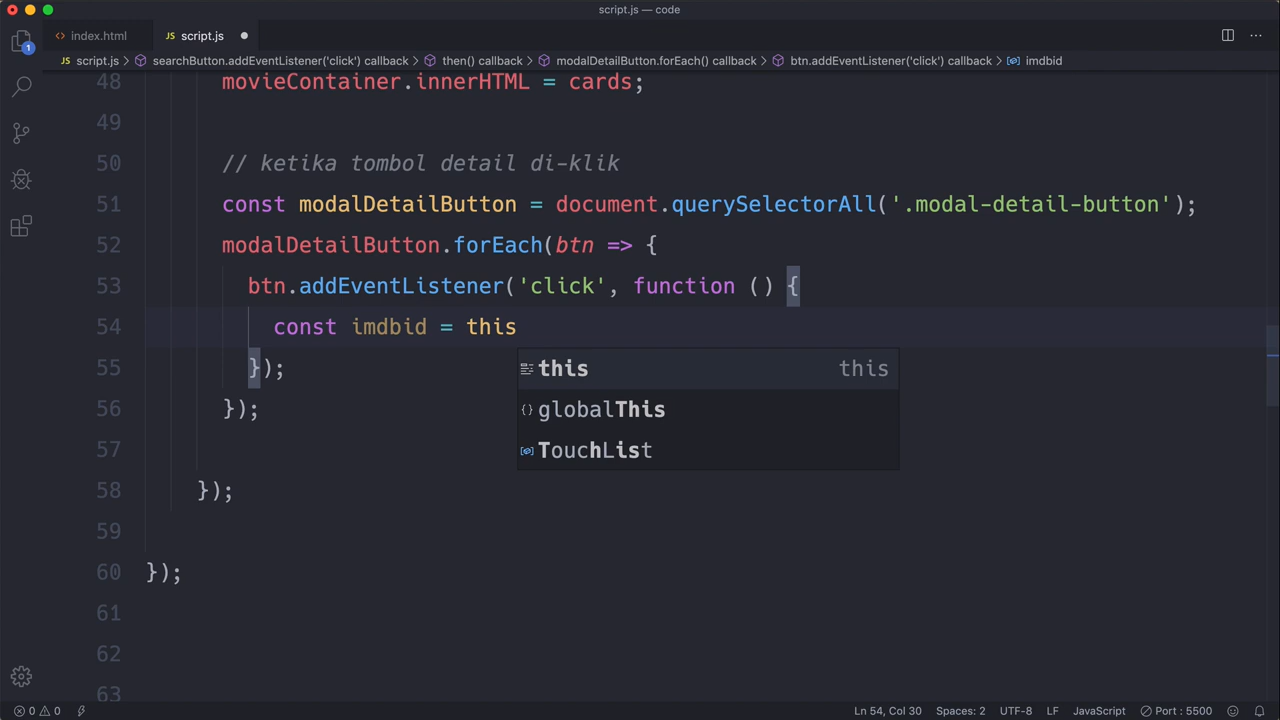 script.js — code
index.html
JS script.js
1
JS script.js > searchButton.addEventListener('click') callback > then() callback > modalDetailButton.forEach() callback > btn.addEventListener('click') callback > imdbid
48 movieContainer.innerHTML = cards;
49
50 // ketika tombol detail di-klik
51 const modalDetailButton = document.querySelectorAll('.modal-detail-button');
52 modalDetailButton.forEach(btn => {
53 btn.addEventListener('click', function () {
54 const imdbid = this
this this
55 });
globalThis
56 });
TouchList
57
58 });
59
60 });
61
62
63
0 0
Ln 54, Col 30 Spaces: 2 UTF-8 LF JavaScript Port : 5500